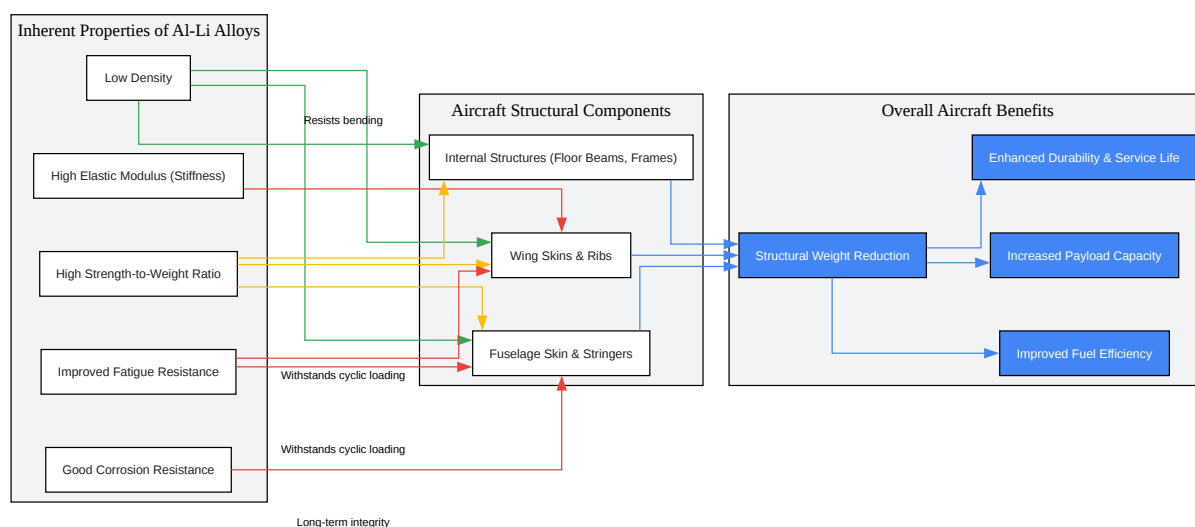 Inherent Properties of Al-Li Alloys
Low Density
High Elastic Modulus (Stiffness)
High Strength-to-Weight Ratio
Improved Fatigue Resistance
Good Corrosion Resistance
Resists bending
Withstands cyclic loading
Withstands cyclic loading
Long-term integrity
Aircraft Structural Components
Internal Structures (Floor Beams, Frames)
Wing Skins & Ribs
Fuselage Skin & Stringers
Overall Aircraft Benefits
Enhanced Durability & Service Life
Structural Weight Reduction
Increased Payload Capacity
Improved Fuel Efficiency